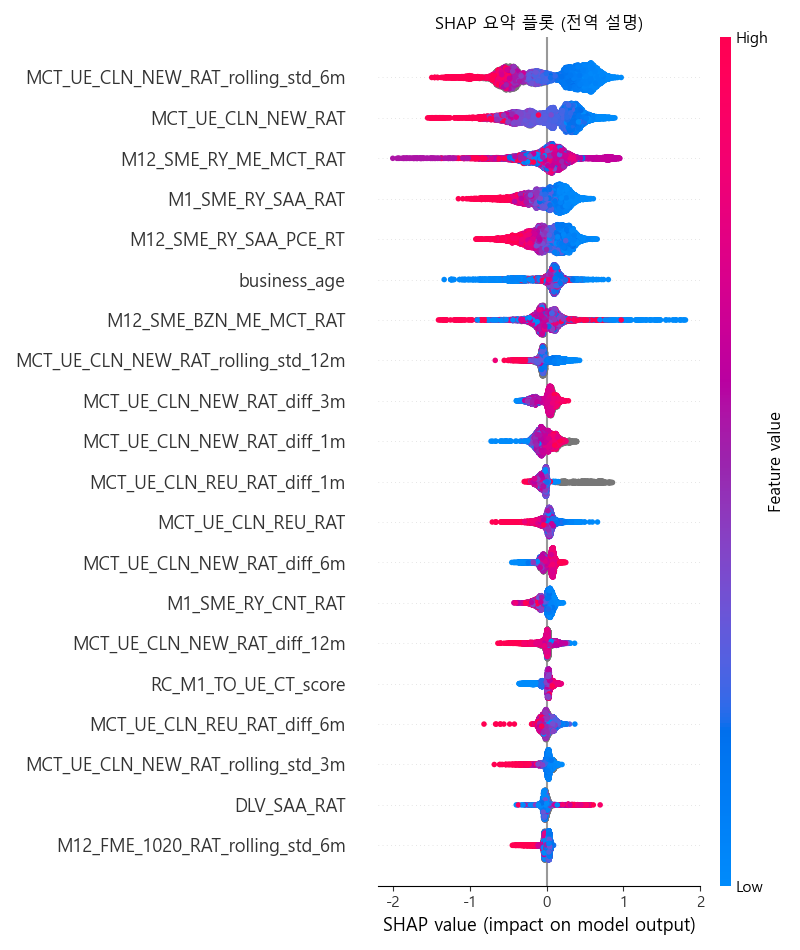 SHAP 요약 플롯 (전역 설명)
High
MCT_UE_CLN_NEW_RAT_rolling_std_6m
MCT_UE_CLN_NEW_RAT
M12_SME_RY_ME_MCT_RAT
M1_SME_RY_SAA_RAT
M12_SME_RY_SAA_PCE_RT
business_age
M12_SME_BZN_ME_MCT_RAT
MCT_UE_CLN_NEW_RAT_rolling_std_12m
MCT_UE_CLN_NEW_RAT_diff_3m
MCT_UE_CLN_NEW_RAT_diff_1m
MCT_UE_CLN_REU_RAT_diff_1m
MCT_UE_CLN_REU_RAT
MCT_UE_CLN_NEW_RAT_diff_6m
M1_SME_RY_CNT_RAT
MCT_UE_CLN_NEW_RAT_diff_12m
RC_M1_TO_UE_CT_score
MCT_UE_CLN_REU_RAT_diff_6m
MCT_UE_CLN_NEW_RAT_rolling_std_3m
DLV_SAA_RAT
M12_FME_1020_RAT_rolling_std_6m
Feature value
Low
-2 -1 0 1 2
SHAP value (impact on model output)